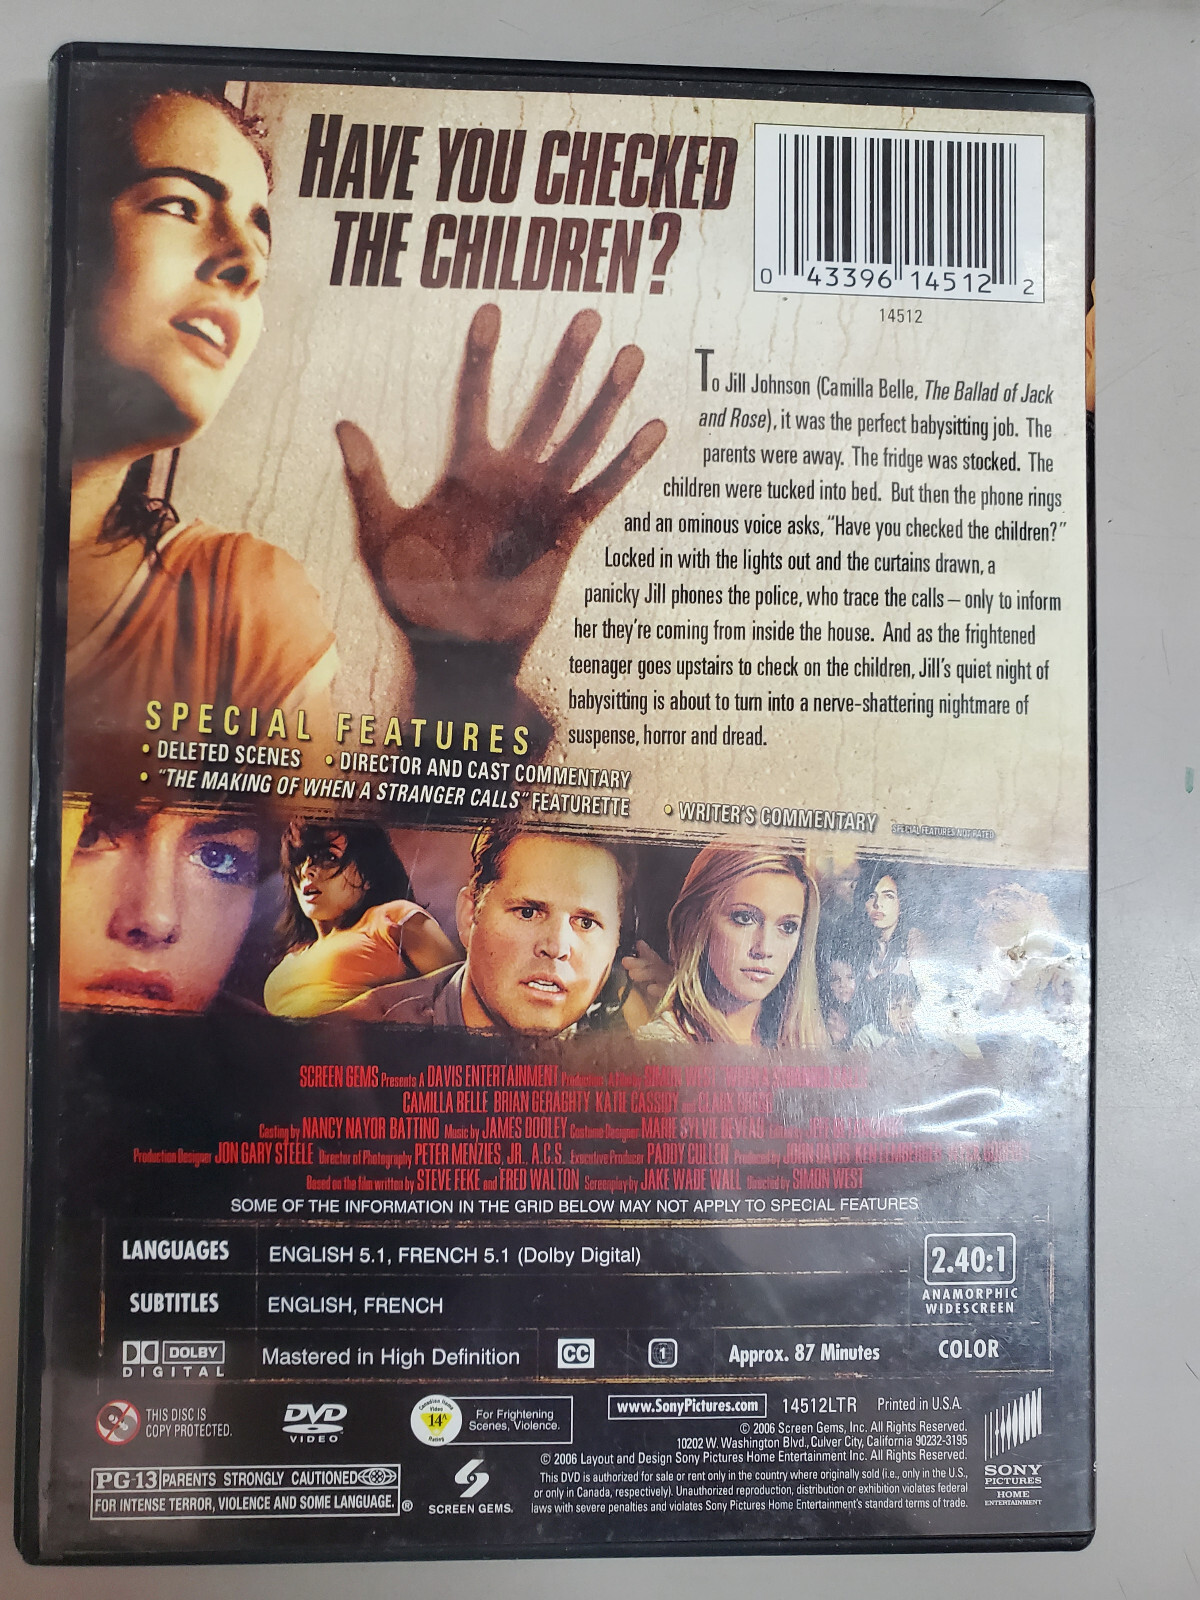 HAVE YOU CHECKED
THE CHILDREN?
0 43396 14512 2
14512
To Jill Johnson (Camilla Belle, The Ballad of Jack
and Rose), it was the perfect babysitting job. The
parents were away. The fridge was stocked. The
children were tucked into bed. But then the phone rings
and an ominous voice asks, "Have you checked the children?"
Locked in with the lights out and the curtains drawn, a
panicky Jill phones the police, who trace the calls – only to inform
her they're coming from inside the house. And as the frightened
teenager goes upstairs to check on the children, Jill's quiet night of
babysitting is about to turn into a nerve-shattering nightmare of
suspense, horror and dread.
SPECIAL FEATURES
• DELETED SCENES • DIRECTOR AND CAST COMMENTARY
• "THE MAKING OF WHEN A STRANGER CALLS" FEATURETTE • WRITER'S COMMENTARY SPECIAL FEATURES NOT RATED
SCREEN GEMS Presents A DAVIS ENTERTAINMENT Production
CAMILLA BELLE BRIAN GERAGHTY KATIE CASSIDY and
Casting by NANCY NAYOR BATTINO Music by JAMES DOOLEY Costume Designer MARIE SYLVIE DEVEAU
Production Designer JON GARY STEELE Director of Photography PETER MENZIES, JR., A.C.S. Executive Producer PADDY CULLEN Produced by JOHN DAVIS
Based on the film written by STEVE FEKE and FRED WALTON Screenplay by JAKE WADE WALL Directed by SIMON WEST
SOME OF THE INFORMATION IN THE GRID BELOW MAY NOT APPLY TO SPECIAL FEATURES
LANGUAGES ENGLISH 5.1, FRENCH 5.1 (Dolby Digital)
2.40:1
ANAMORPHIC
WIDESCREEN
SUBTITLES ENGLISH, FRENCH
DOLBY
DIGITAL
Mastered in High Definition CC 1 Approx. 87 Minutes COLOR
THIS DISC IS
COPY PROTECTED.
DVD
VIDEO
Canadian Home
Video
14A
Rating
For Frightening
Scenes, Violence.
www.SonyPictures.com 14512LTR Printed in U.S.A.
© 2006 Screen Gems, Inc. All Rights Reserved.
10202 W. Washington Blvd., Culver City, California 90232-3195
© 2006 Layout and Design Sony Pictures Home Entertainment Inc. All Rights Reserved.
This DVD is authorized for sale or rent only in the country where originally sold (i.e., only in the U.S.,
or only in Canada, respectively). Unauthorized reproduction, distribution or exhibition violates federal
laws with severe penalties and violates Sony Pictures Home Entertainment's standard terms of trade.
PG-13 PARENTS STRONGLY CAUTIONED
FOR INTENSE TERROR, VIOLENCE AND SOME LANGUAGE. ®
SCREEN GEMS.
SONY
PICTURES
HOME
ENTERTAINMENT